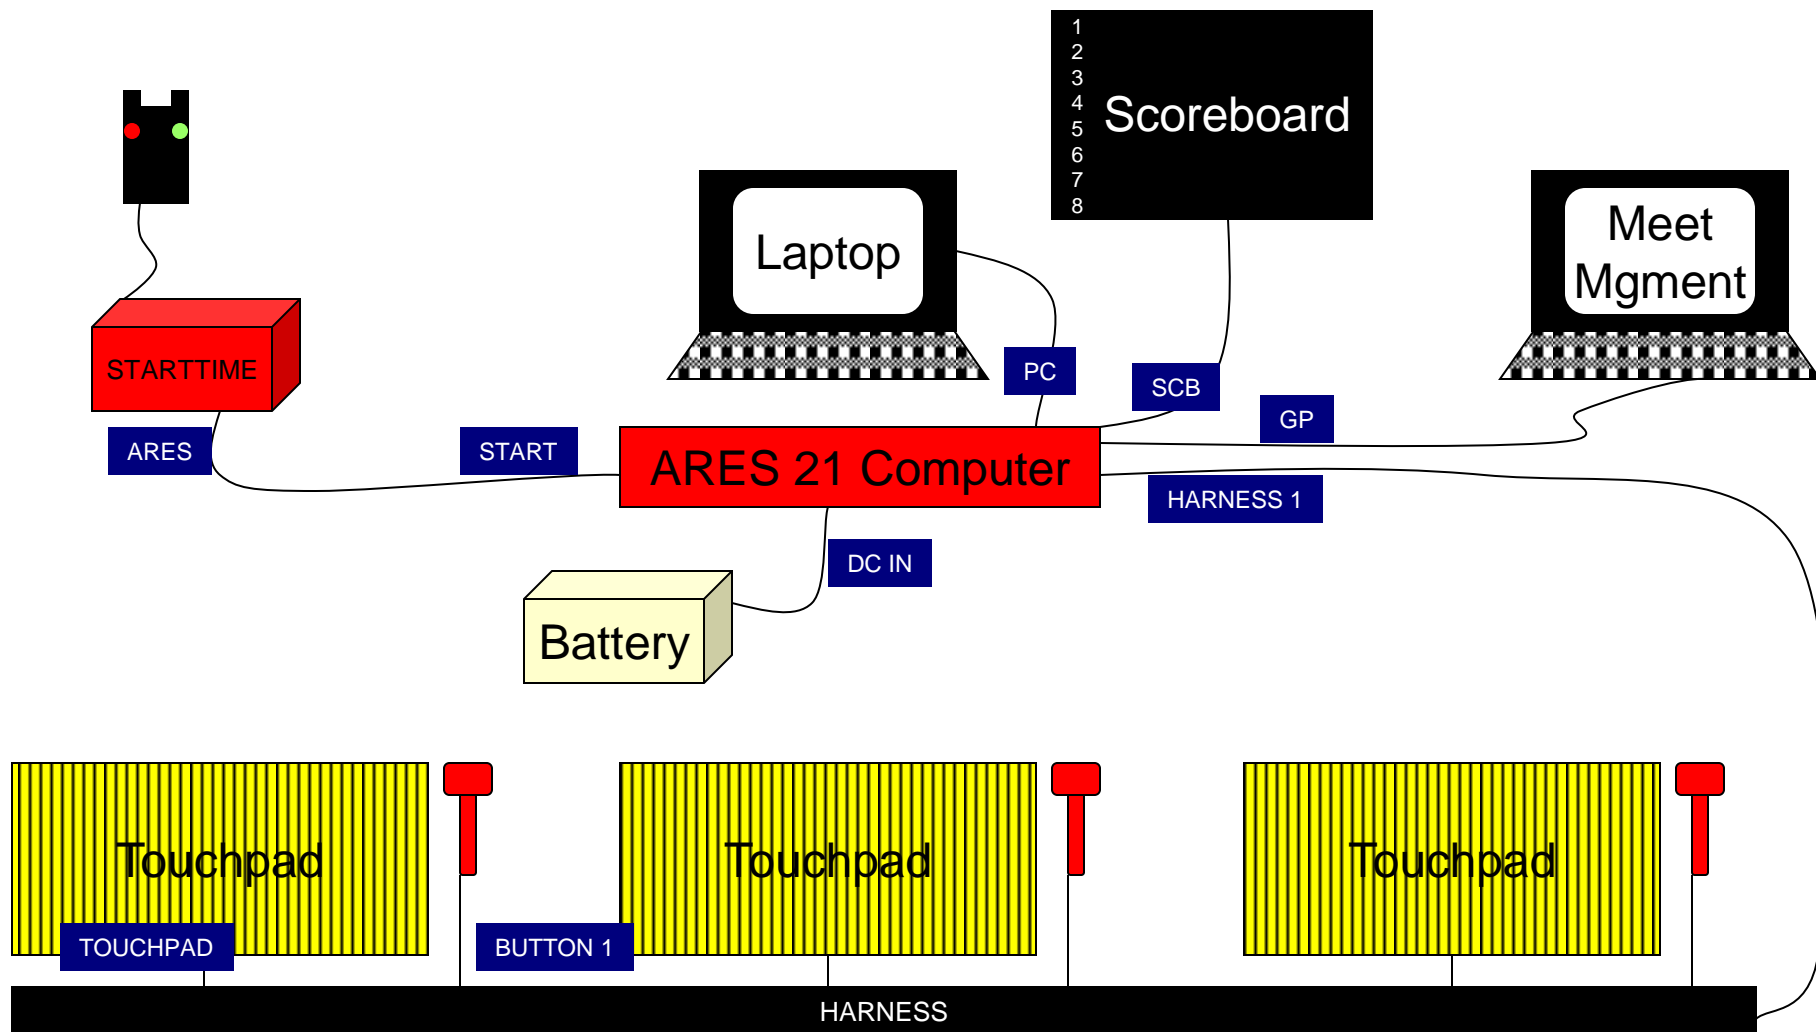 1
2
3
4
5
6
7
8
Scoreboard
Laptop
Meet
Mgment
STARTTIME
PC
SCB
GP
ARES
START
ARES 21 Computer
HARNESS 1
DC IN
Battery
Touchpad
Touchpad
Touchpad
TOUCHPAD
BUTTON 1
HARNESS